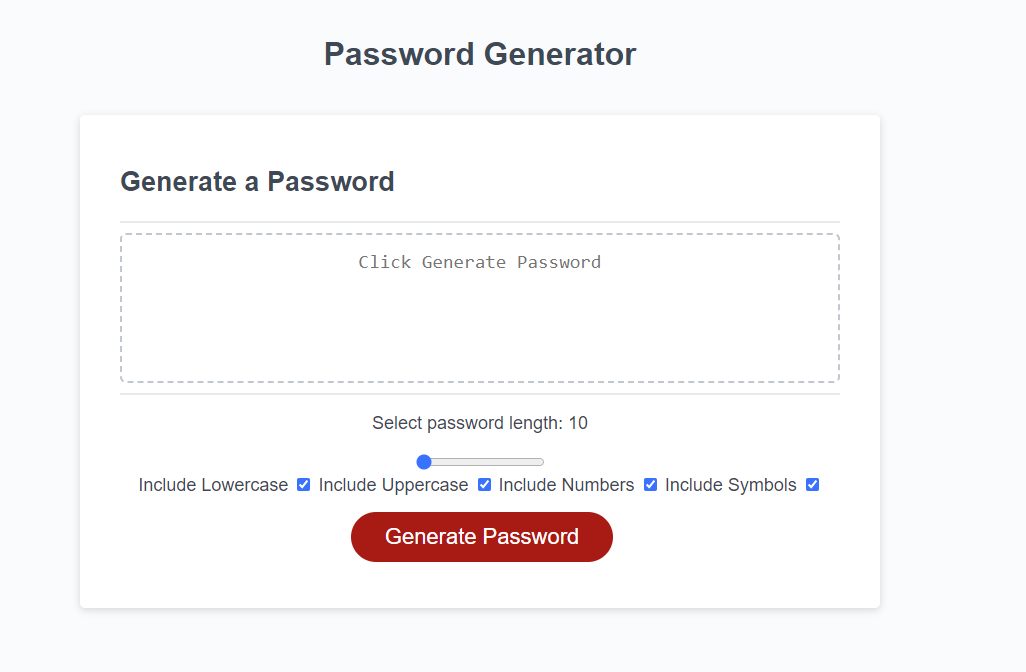 Password Generator
Generate a Password
Click Generate Password
Select password length: 10
Include Lowercase Include Uppercase Include Numbers Include Symbols
Generate Password